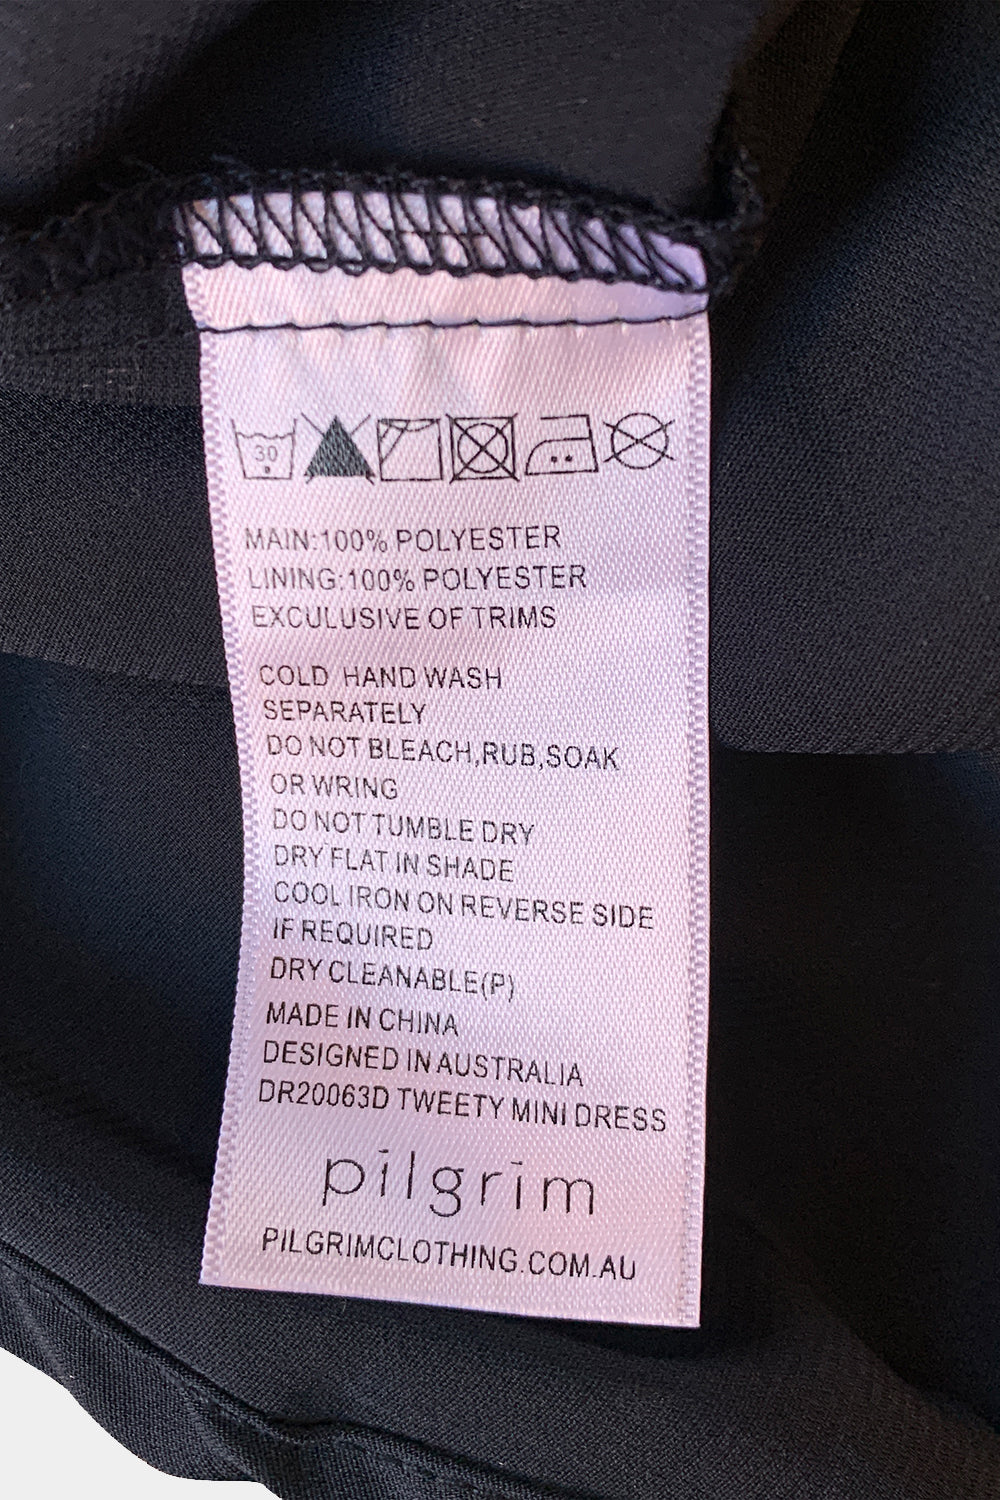 30
MAIN:100% POLYESTER
LINING:100% POLYESTER
EXCULUSIVE OF TRIMS
COLD HAND WASH
SEPARATELY
DO NOT BLEACH,RUB,SOAK
OR WRING
DO NOT TUMBLE DRY
DRY FLAT IN SHADE
COOL IRON ON REVERSE SIDE
IF REQUIRED
DRY CLEANABLE(P)
MADE IN CHINA
DESIGNED IN AUSTRALIA
DR20063D TWEETY MINI DRESS
pilgrim
PILGRIMCLOTHING.COM.AU